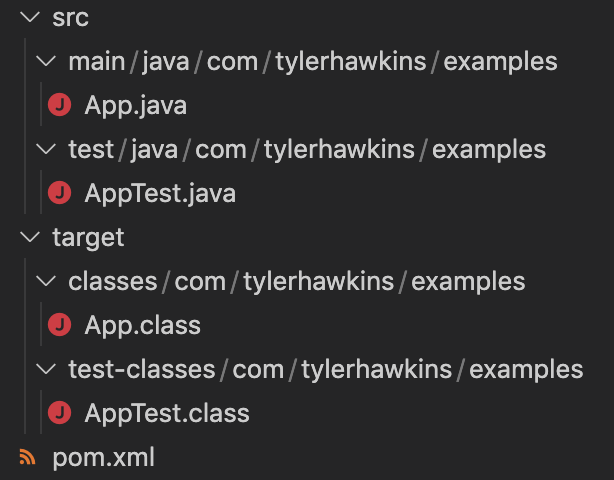 src
main/java/com/tylerhawkins/examples
J App.java
test/java/com/tylerhawkins/examples
J AppTest.java
target
classes/com/tylerhawkins/examples
J App.class
test-classes/com/tylerhawkins/examples
J AppTest.class
pom.xml